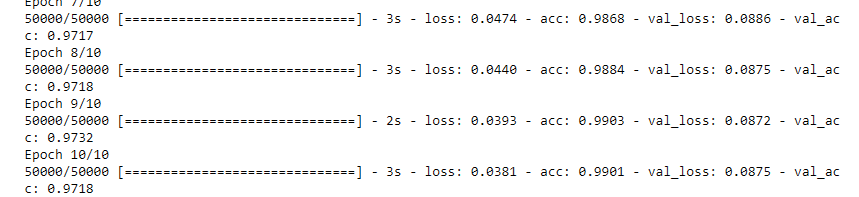 Epoch 7/10
50000/50000 [==============================] - 3s - loss: 0.0474 - acc: 0.9868 - val_loss: 0.0886 - val_ac
c: 0.9717
Epoch 8/10
50000/50000 [==============================] - 3s - loss: 0.0440 - acc: 0.9884 - val_loss: 0.0875 - val_ac
c: 0.9718
Epoch 9/10
50000/50000 [==============================] - 2s - loss: 0.0393 - acc: 0.9903 - val_loss: 0.0872 - val_ac
c: 0.9732
Epoch 10/10
50000/50000 [==============================] - 3s - loss: 0.0381 - acc: 0.9901 - val_loss: 0.0875 - val_ac
c: 0.9718